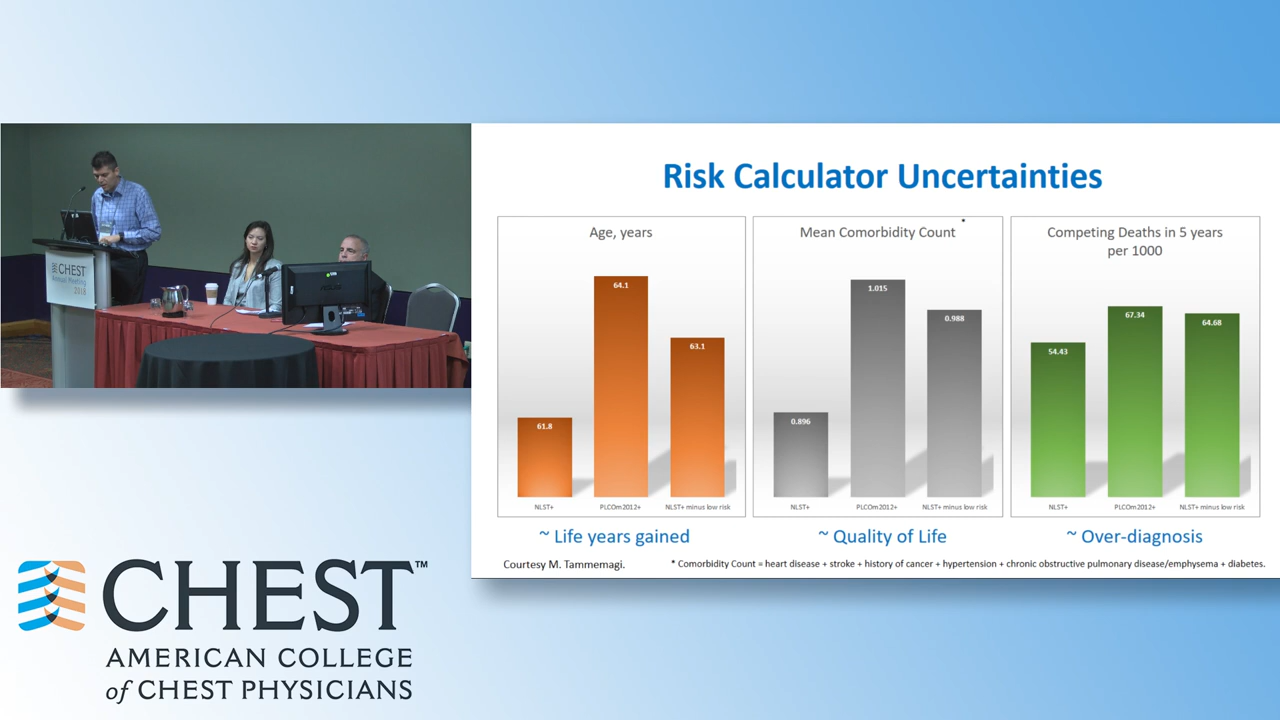 Risk Calculator Uncertainties
Age, years
64.1
63.1
61.8
NLST+
PLCOm2012+
NLST+ minus low risk
~ Life years gained
*
Mean Comorbidity Count
1.015
0.988
0.896
NLST+
PLCOm2012+
NLST+ minus low risk
~ Quality of Life
Competing Deaths in 5 years
per 1000
67.34
64.68
54.43
NLST+
PLCOm2012+
NLST+ minus low risk
~ Over-diagnosis
Courtesy M. Tammemagi.
* Comorbidity Count = heart disease + stroke + history of cancer + hypertension + chronic obstructive pulmonary disease/emphysema + diabetes.
CHEST
Annual Meeting
2018
CHEST™
AMERICAN COLLEGE
of CHEST PHYSICIANS